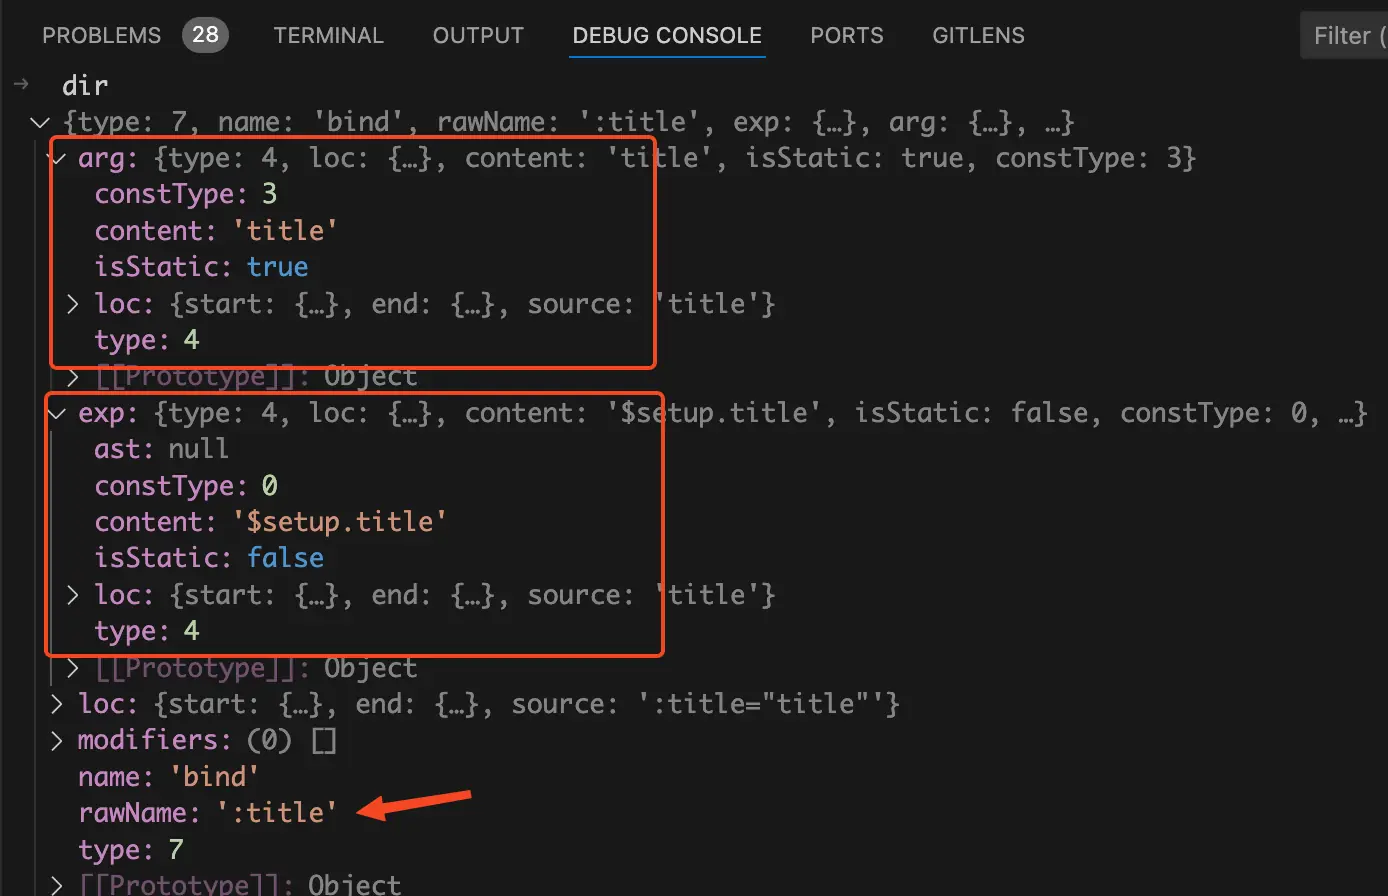 PROBLEMS 28 TERMINAL OUTPUT DEBUG CONSOLE PORTS GITLENS Filter (
dir
{type: 7, name: 'bind', rawName: ':title', exp: {…}, arg: {…}, …}
arg: {type: 4, loc: {…}, content: 'title', isStatic: true, constType: 3}
constType: 3
content: 'title'
isStatic: true
loc: {start: {…}, end: {…}, source: 'title'}
type: 4
[[Prototype]]: Object
exp: {type: 4, loc: {…}, content: '$setup.title', isStatic: false, constType: 0, …}
ast: null
constType: 0
content: '$setup.title'
isStatic: false
loc: {start: {…}, end: {…}, source: 'title'}
type: 4
[[Prototype]]: Object
loc: {start: {…}, end: {…}, source: ':title="title"'}
modifiers: (0) []
name: 'bind'
rawName: ':title'
type: 7
[[Prototype]]: Object